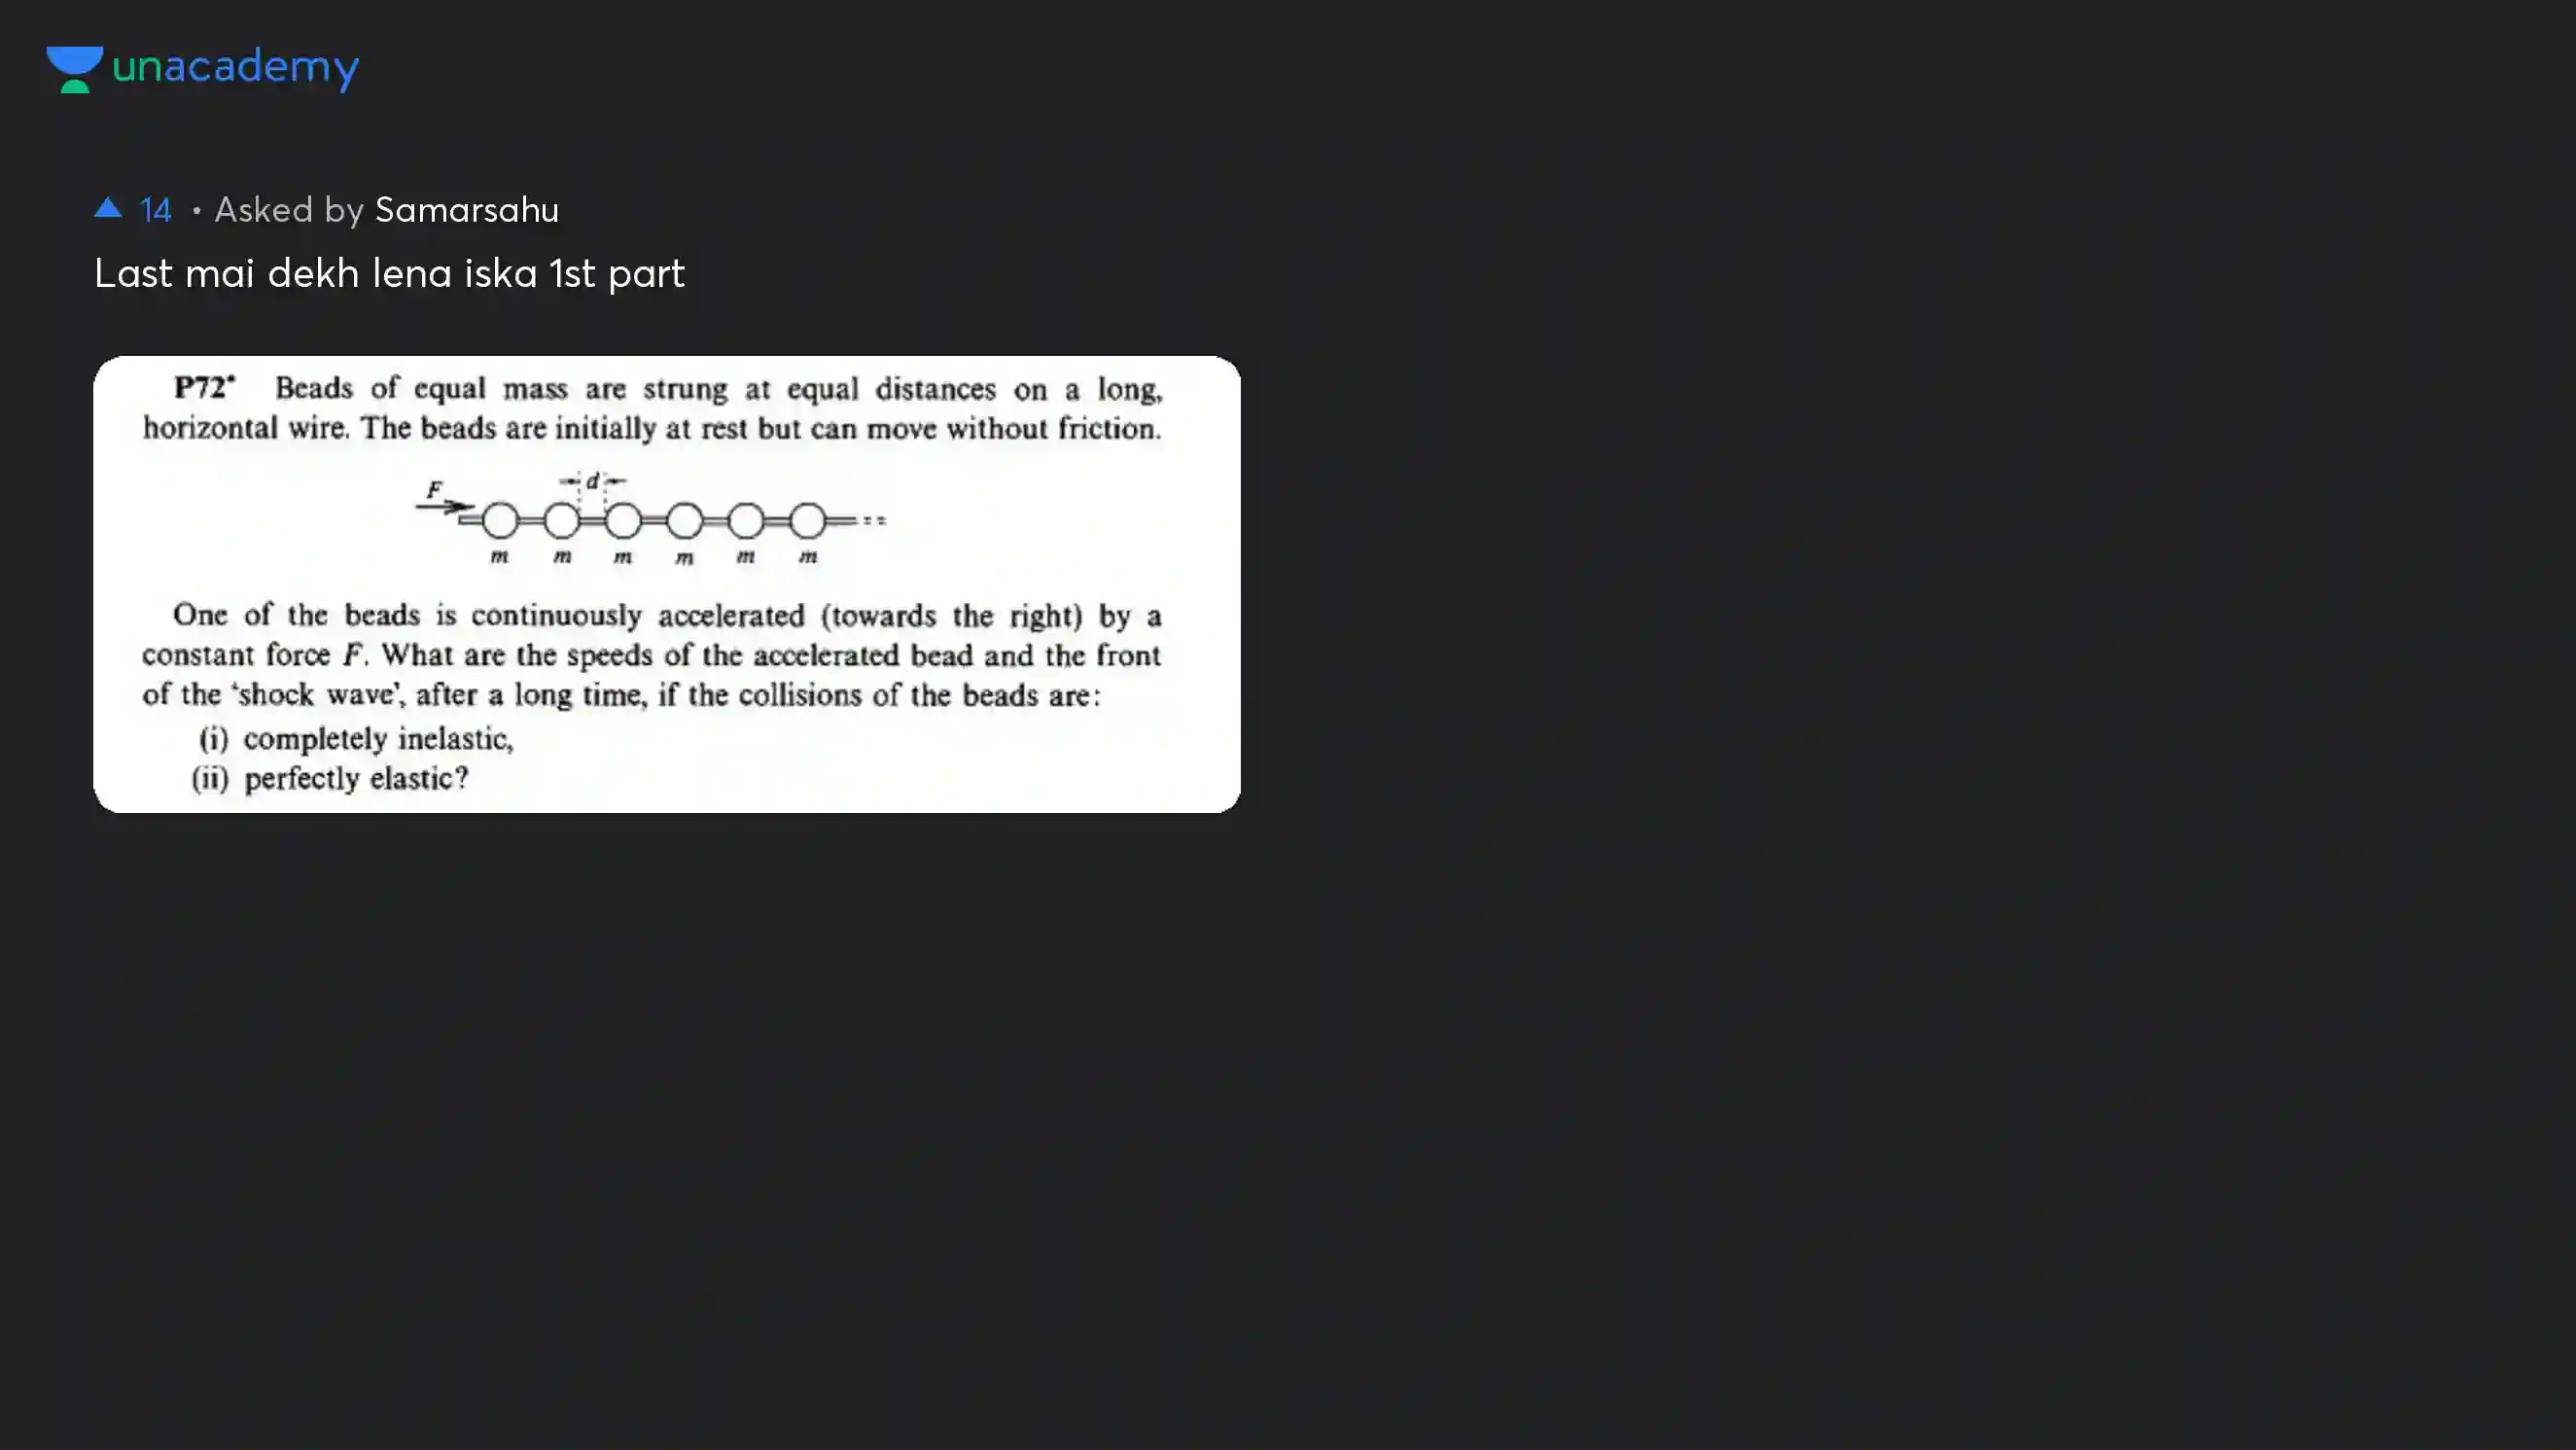 unacademy
▲ 14 • Asked by Samarsahu
Last mai dekh lena iska 1st part
P72* Beads of equal mass are strung at equal distances on a long,
horizontal wire. The beads are initially at rest but can move without friction.
d
F
m m m m m m
One of the beads is continuously accelerated (towards the right) by a
constant force F. What are the speeds of the accelerated bead and the front
of the ‘shock wave’, after a long time, if the collisions of the beads are:
(i) completely inelastic,
(ii) perfectly elastic?